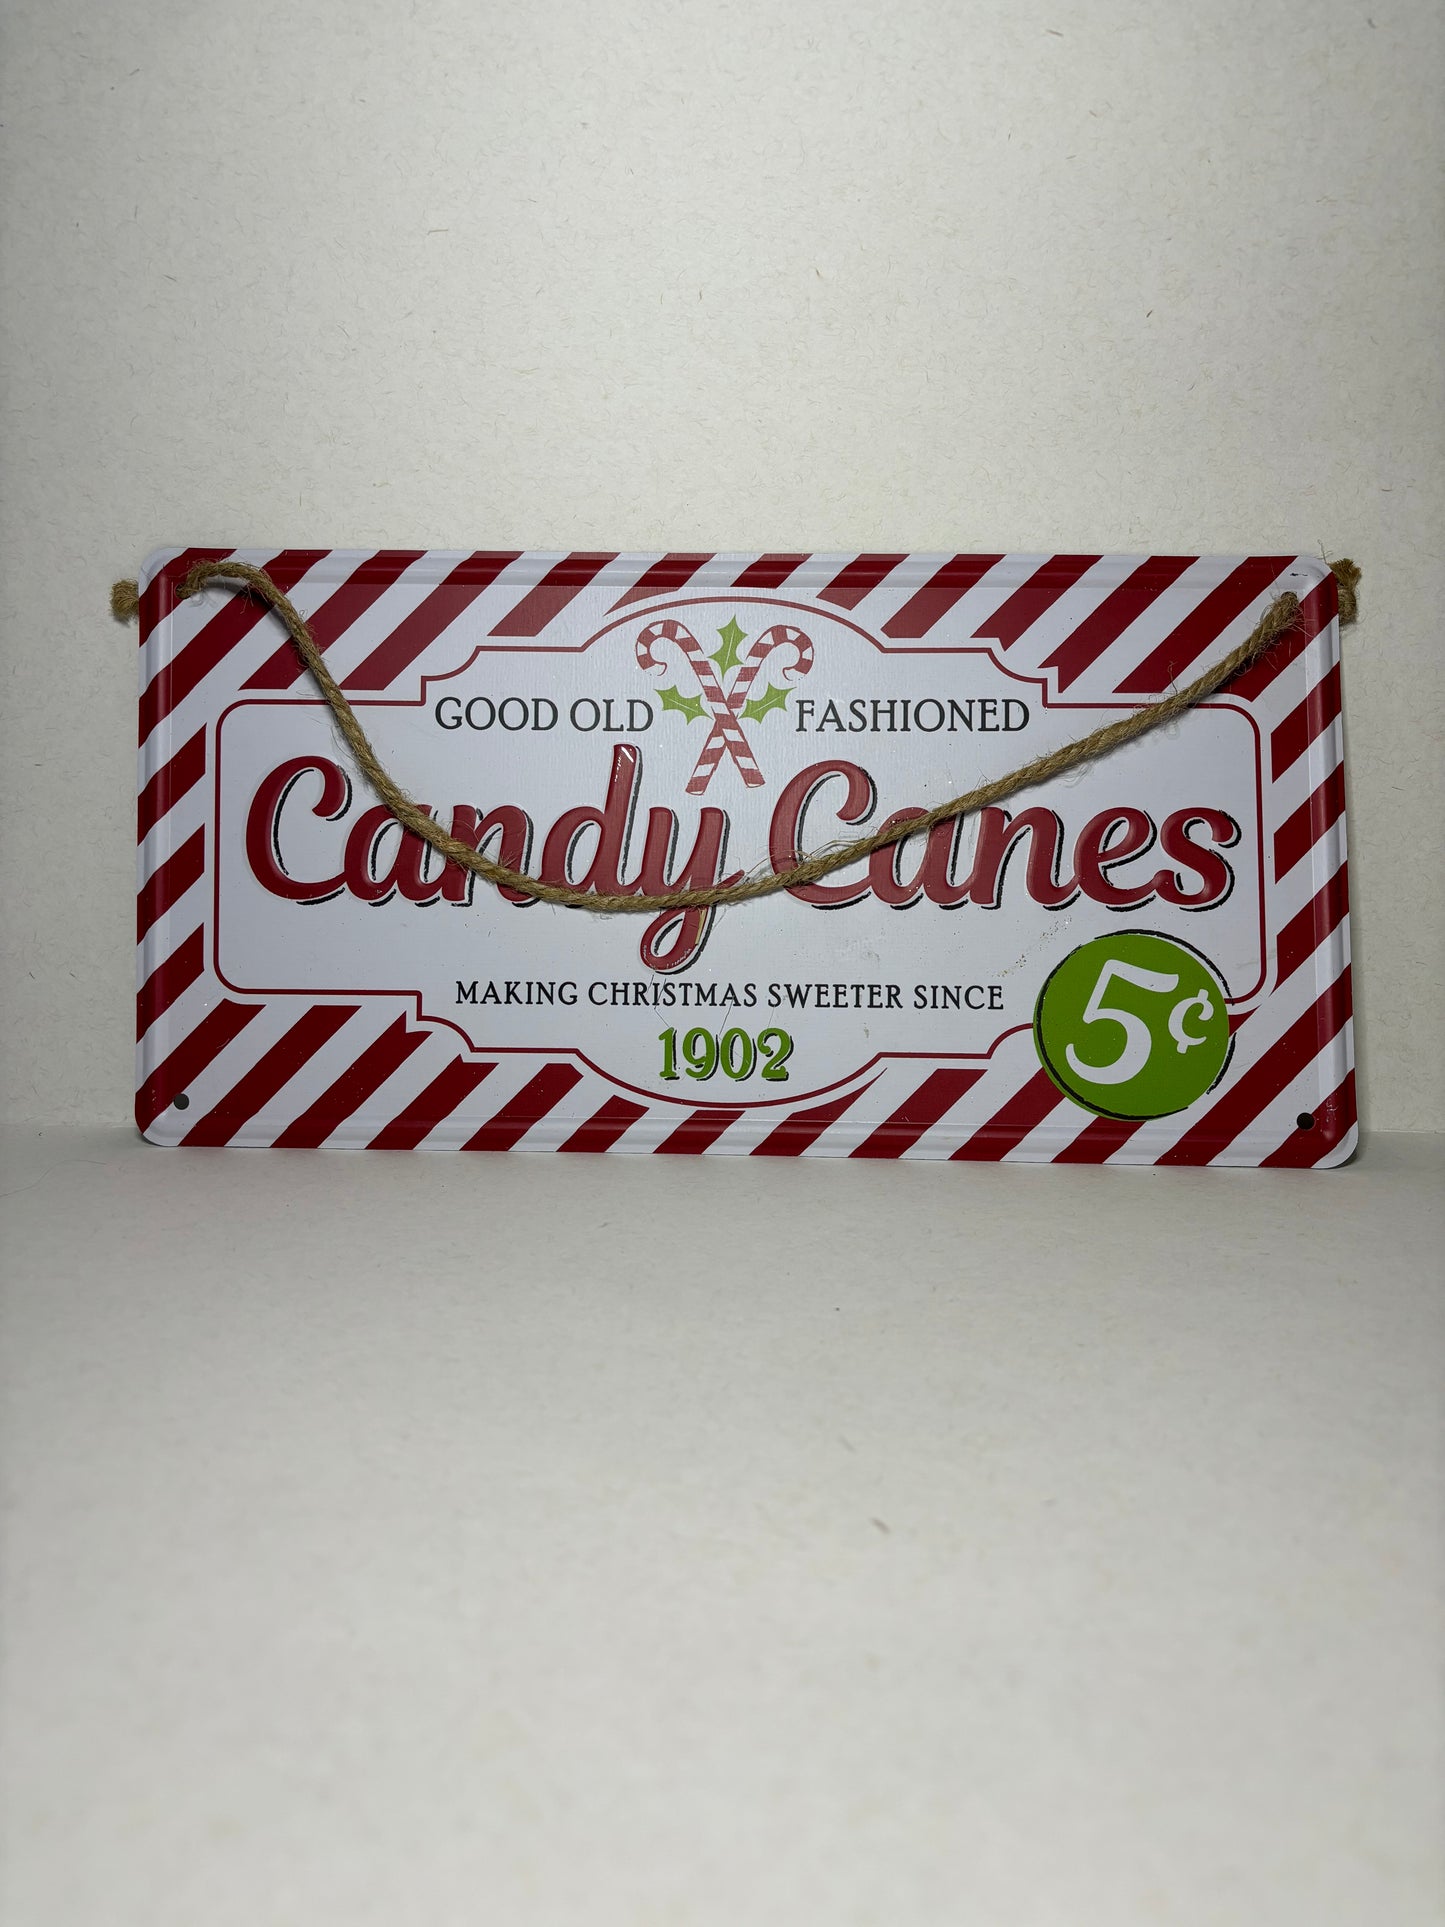 GOOD OLD FASHIONED
Candy Canes
MAKING CHRISTMAS SWEETER SINCE
1902
5¢